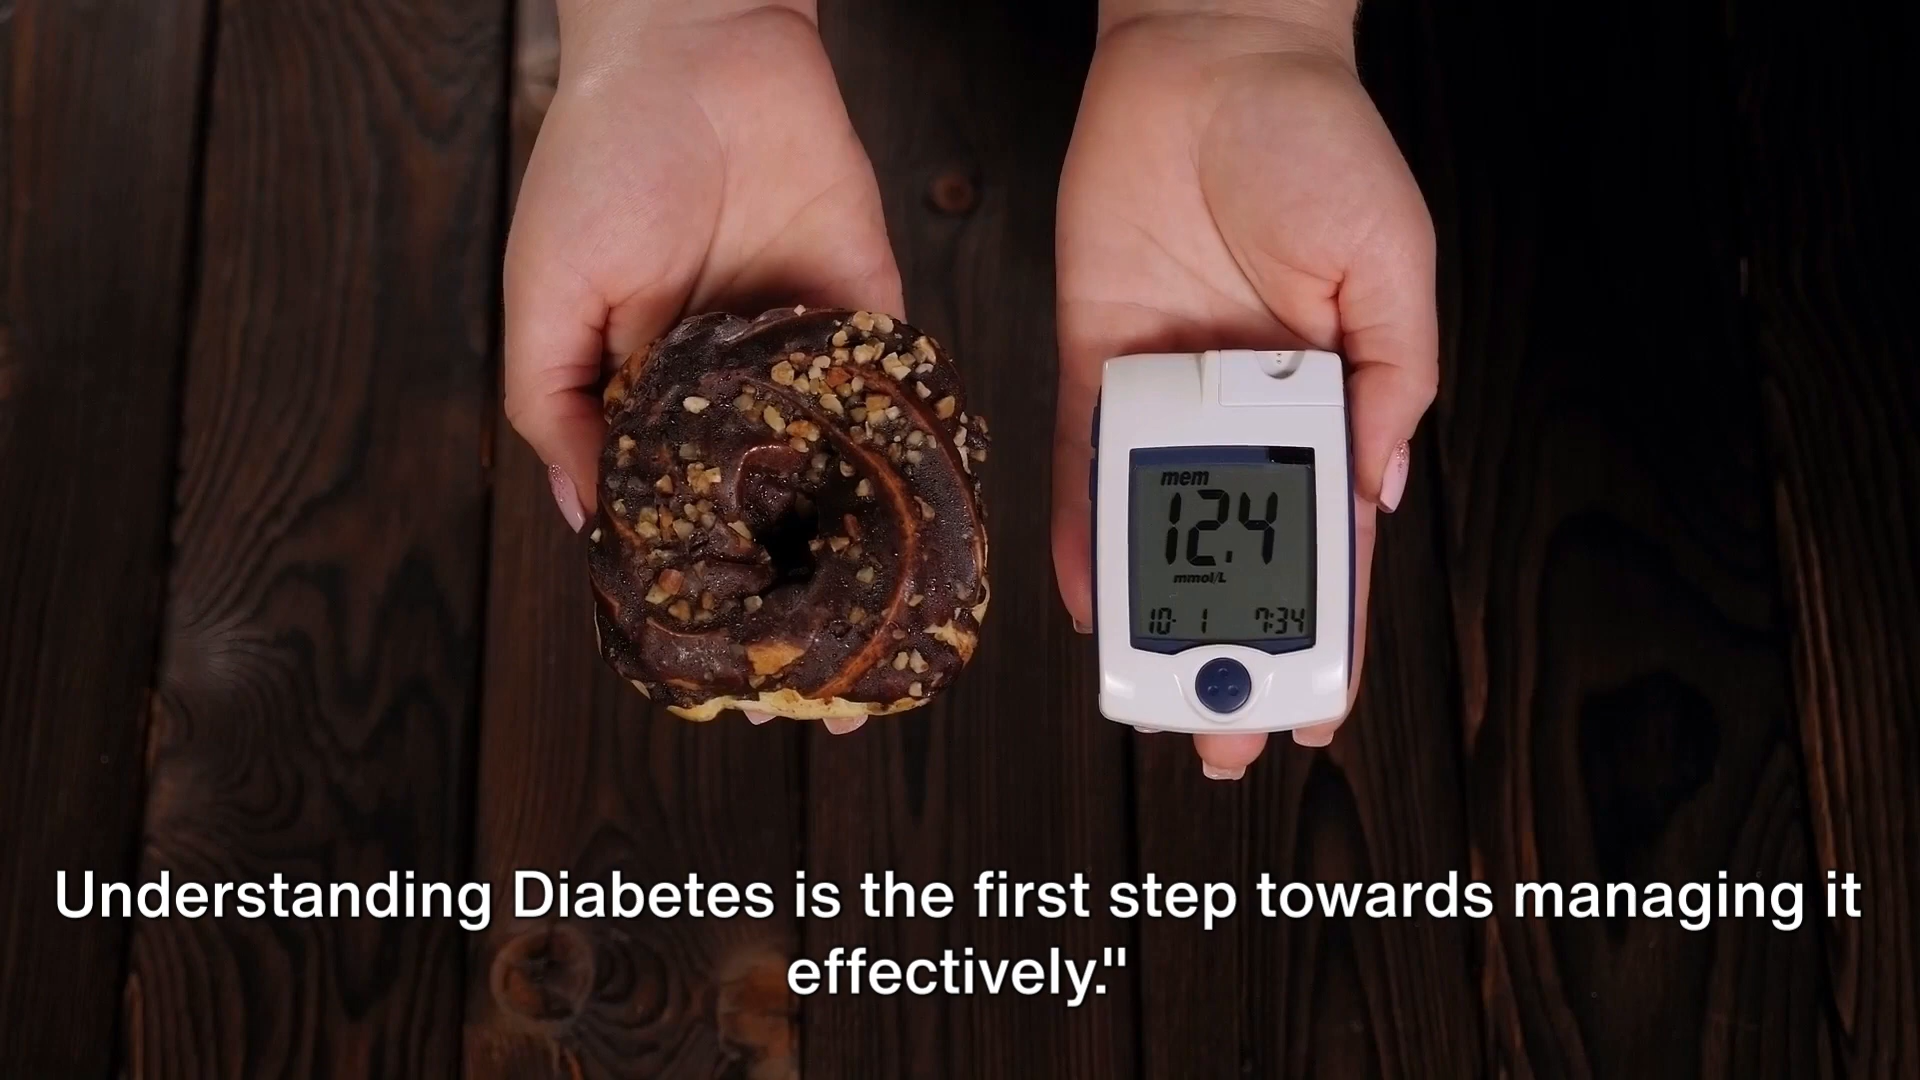 mem
12.4
mmol/L
10- 1 7:34
Understanding Diabetes is the first step towards managing it
effectively."